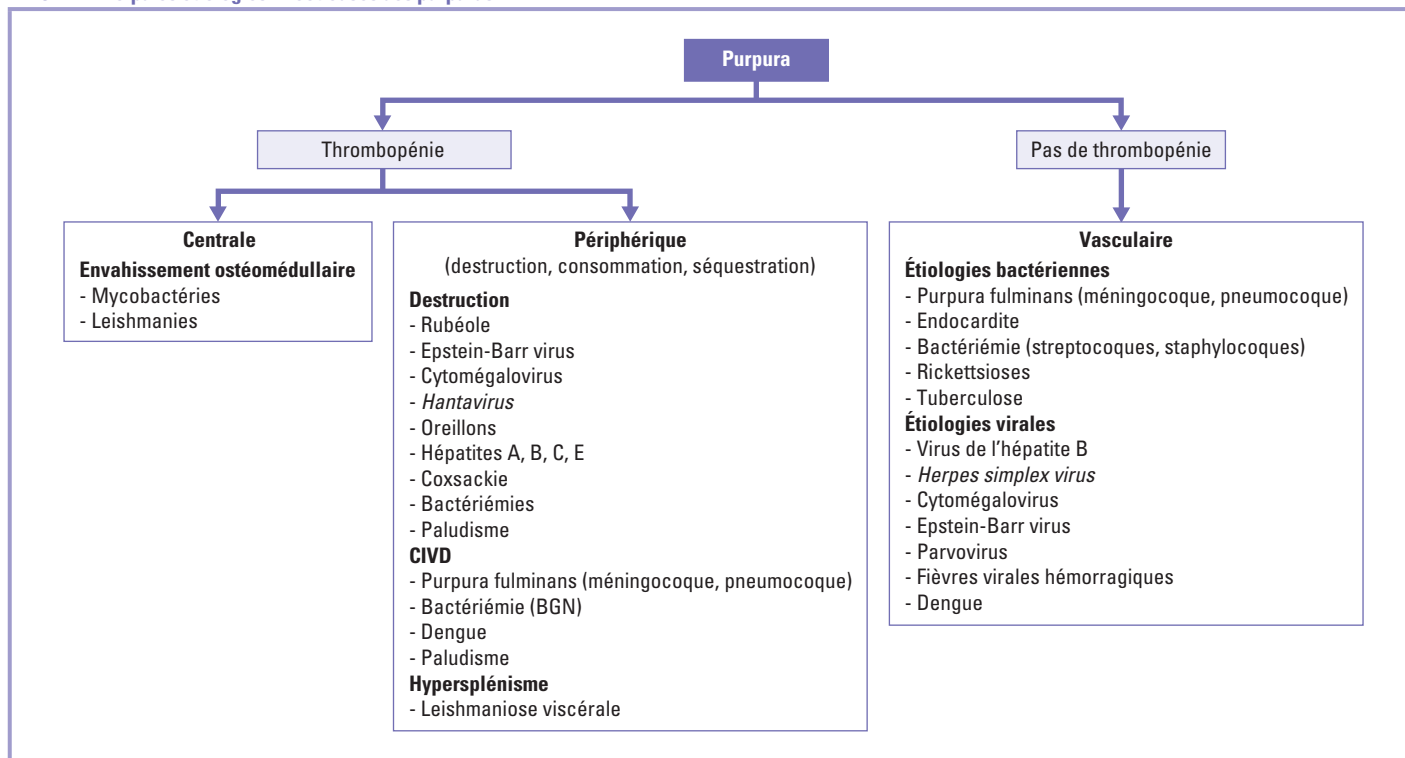 Purpura
Thrombopénie
Pas de thrombopénie
Centrale
Envahissement ostéomédullaire
- Mycobactéries
- Leishmanies
Périphérique
(destruction, consommation, séquestration)
Destruction
- Rubéole
- Epstein-Barr virus
- Cytomégalovirus
- Hantavirus
- Oreillons
- Hépatites A, B, C, E
- Coxsackie
- Bactériémies
- Paludisme
CIVD
- Purpura fulminans (méningocoque, pneumocoque)
- Bactériémie (BGN)
- Dengue
- Paludisme
Hypersplénisme
- Leishmaniose viscérale
Vasculaire
Étiologies bactériennes
- Purpura fulminans (méningocoque, pneumocoque)
- Endocardite
- Bactériémie (streptocoques, staphylocoques)
- Rickettsioses
- Tuberculose
Étiologies virales
- Virus de l'hépatite B
- Herpes simplex virus
- Cytomégalovirus
- Epstein-Barr virus
- Parvovirus
- Fièvres virales hémorragiques
- Dengue